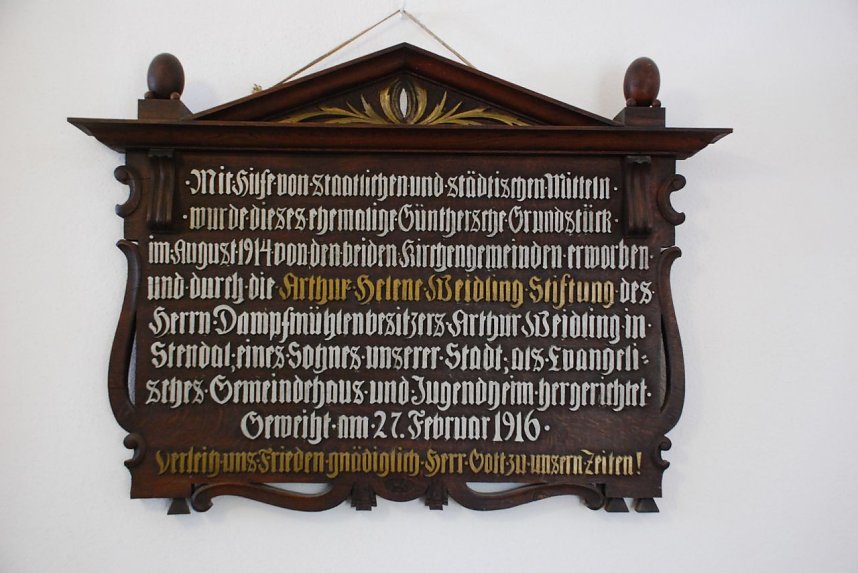 ·Mit·Hilfe·von·staatlichen·und·städtischen·Mitteln·
·wurde·dieses·ehemalige·Günthersche·Grundstück·
im·August·1914·von·den·beiden·Kirchengemeinden·erworben·
und·durch·die·Arthur·Helene·Weidling·Stiftung·des
Herrn·Dampfmühlenbesitzers·Arthur·Weidling·in·
Stendal,·eines·Sohnes·unserer·Stadt,·als·Evangeli-
sches·Gemeindehaus·und·Jugendheim·hergerichtet·
Geweiht·am·27.Februar·1916·
Verleih·uns·Frieden·gnädiglich·Herr·Gott·zu·unsern·Zeiten!